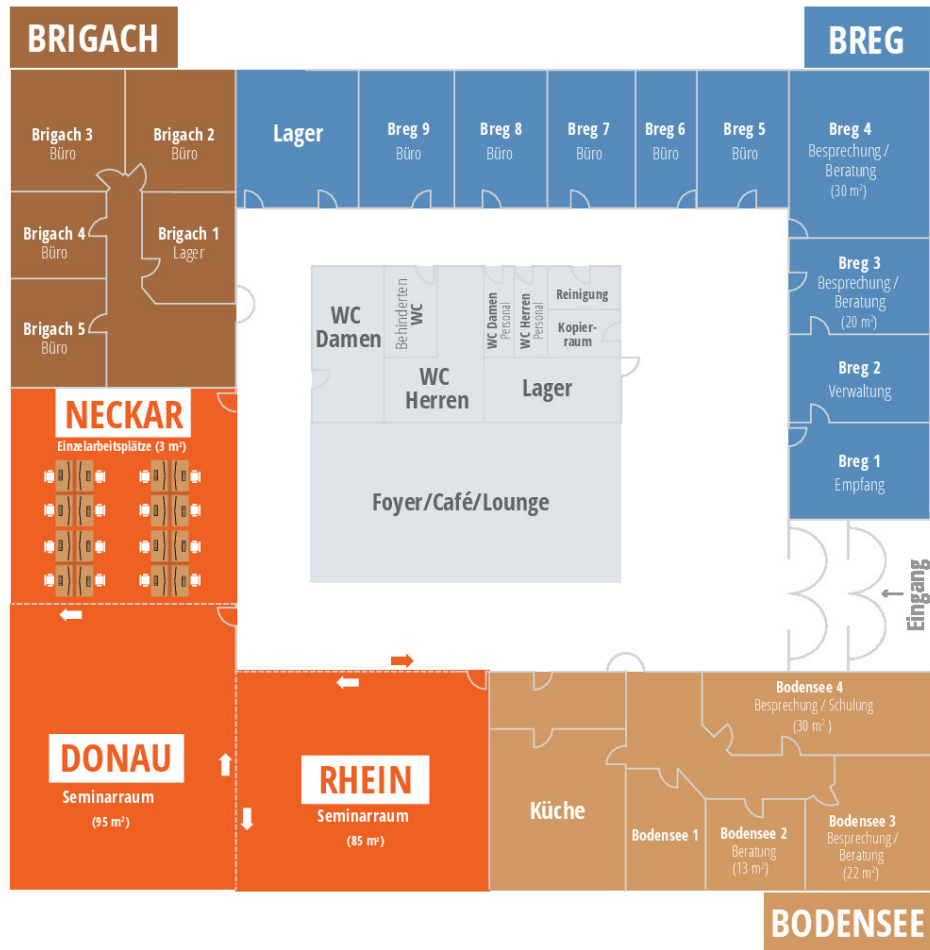 BRIGACH
BREG
Brigach 3
Büro
Brigach 2
Büro
Lager
Breg 9
Büro
Breg 8
Büro
Breg 7
Büro
Breg 6
Büro
Breg 5
Büro
Breg 4
Besprechung /
Beratung
(30 m²)
Brigach 4
Büro
Brigach 1
Lager
Breg 3
Besprechung /
Beratung
(20 m²)
Brigach 5
Büro
WC
Damen
Behinderten
WC
WC Damen
Personal
WC Herren
Personal
Reinigung
Kopier-
raum
WC
Herren
Lager
Breg 2
Verwaltung
NECKAR
Einzelarbeitsplätze (3 m²)
Breg 1
Empfang
Foyer/Café/Lounge
Eingang
DONAU
Seminarraum
(95 m²)
RHEIN
Seminarraum
(85 m²)
Küche
Bodensee 4
Besprechung / Schulung
(30 m²)
Bodensee 1
Bodensee 2
Beratung
(13 m²)
Bodensee 3
Besprechung /
Beratung
(22 m²)
BODENSEE